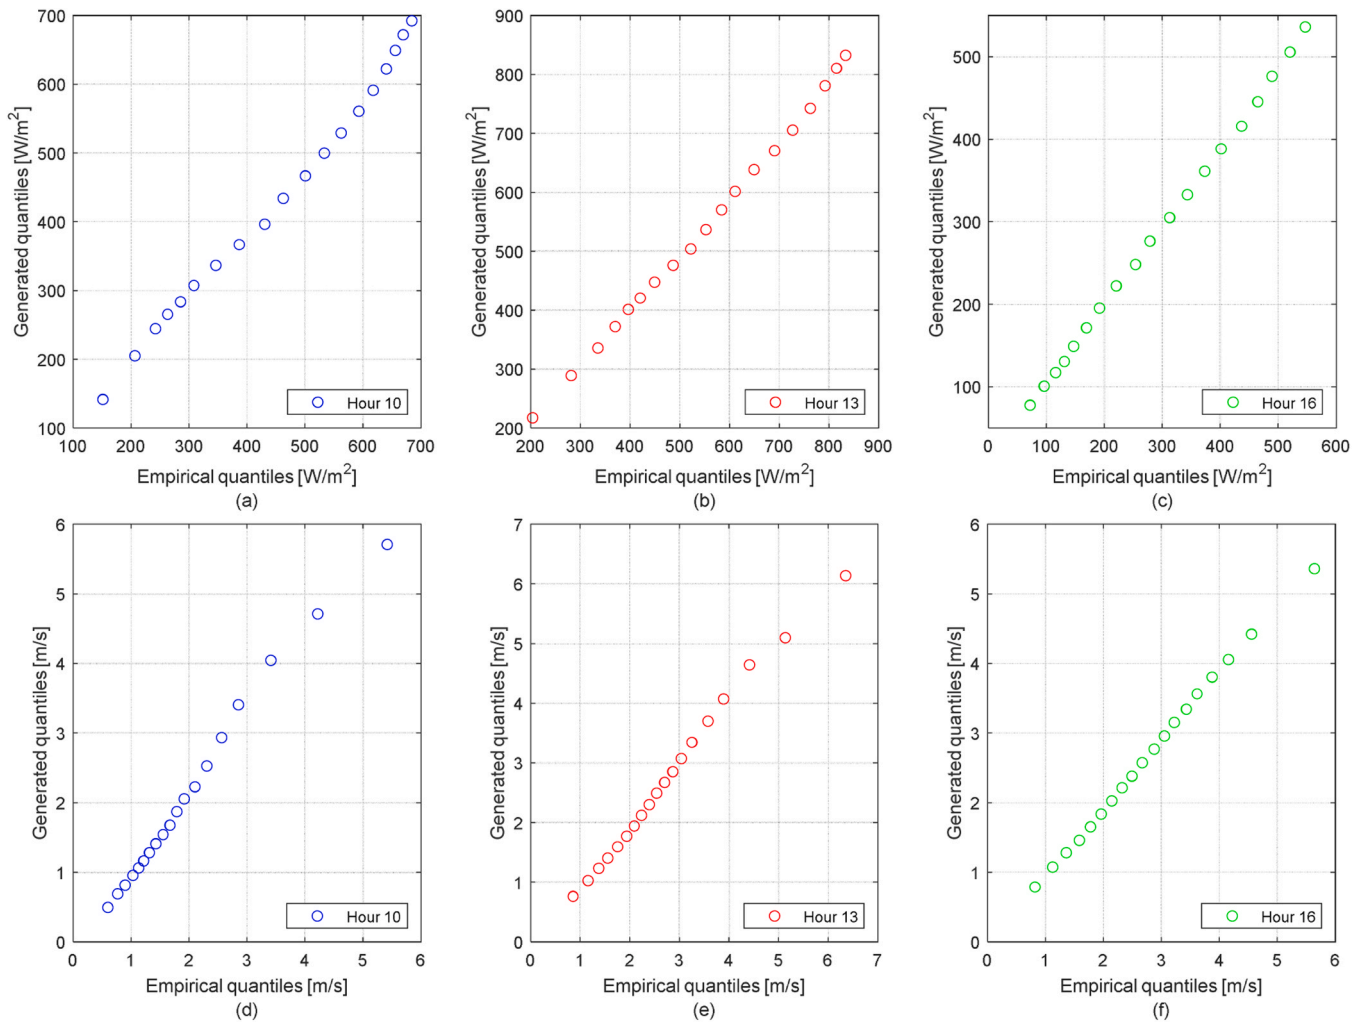 700
600
500
400
300
200
100
Generated quantiles [W/m²]
Hour 10
100 200 300 400 500 600 700
Empirical quantiles [W/m²]
(a)
900
800
700
600
500
400
300
200
Generated quantiles [W/m²]
Hour 13
200 300 400 500 600 700 800 900
Empirical quantiles [W/m²]
(b)
500
400
300
200
100
Generated quantiles [W/m²]
Hour 16
0 100 200 300 400 500 600
Empirical quantiles [W/m²]
(c)
6
5
4
3
2
1
0
Generated quantiles [m/s]
Hour 10
0 1 2 3 4 5 6
Empirical quantiles [m/s]
(d)
7
6
5
4
3
2
1
0
Generated quantiles [m/s]
Hour 13
0 1 2 3 4 5 6 7
Empirical quantiles [m/s]
(e)
6
5
4
3
2
1
0
Generated quantiles [m/s]
Hour 16
0 1 2 3 4 5 6
Empirical quantiles [m/s]
(f)